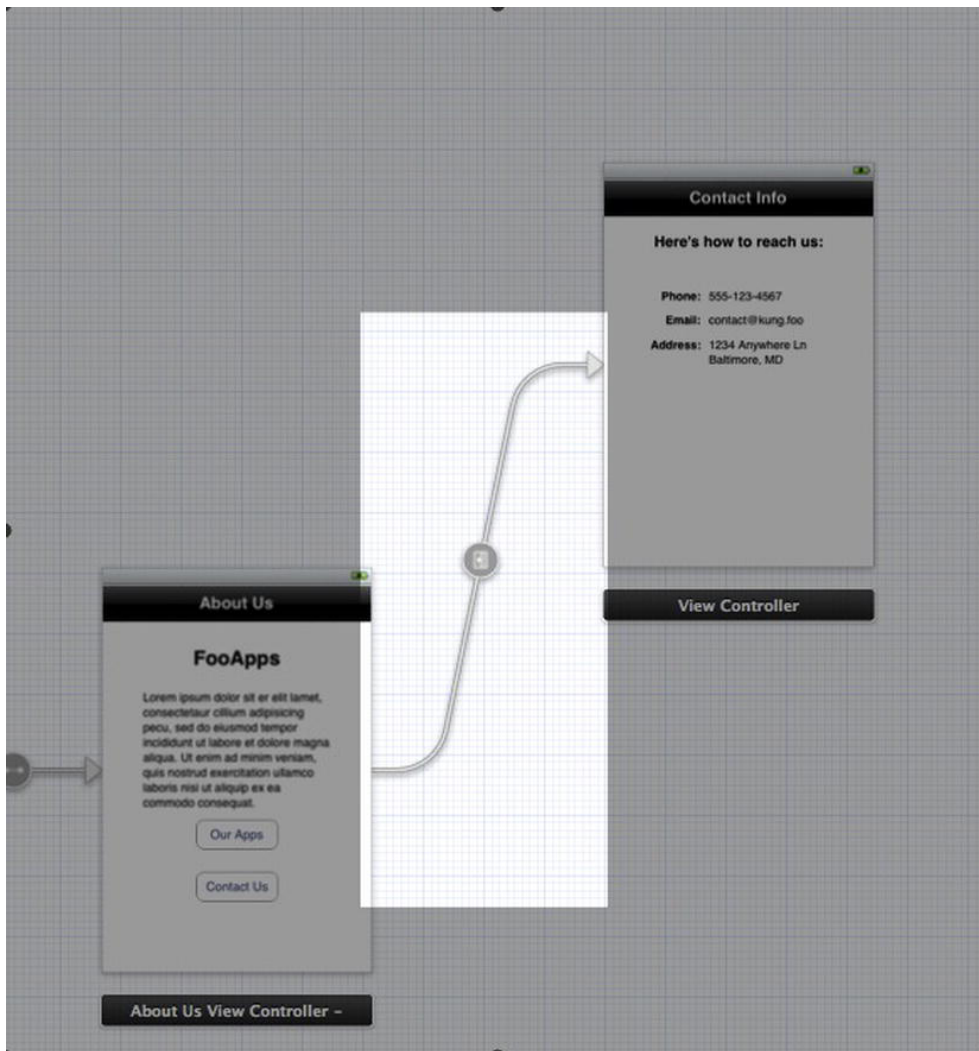 Contact Info
Here's how to reach us:
Phone: 555-123-4567
Email: contact@kung.foo
Address: 1234 Anywhere Ln
Baltimore, MD
View Controller
About Us
FooApps
Lorem ipsum dolor sit er elit lamet,
consectetaur cillium adipisicing
pecu, sed do eiusmod tempor
incididunt ut labore et dolore magna
aliqua. Ut enim ad minim veniam,
quis nostrud exercitation ullamco
laboris nisi ut aliquip ex ea
commodo consequat.
Our Apps
Contact Us
About Us View Controller –